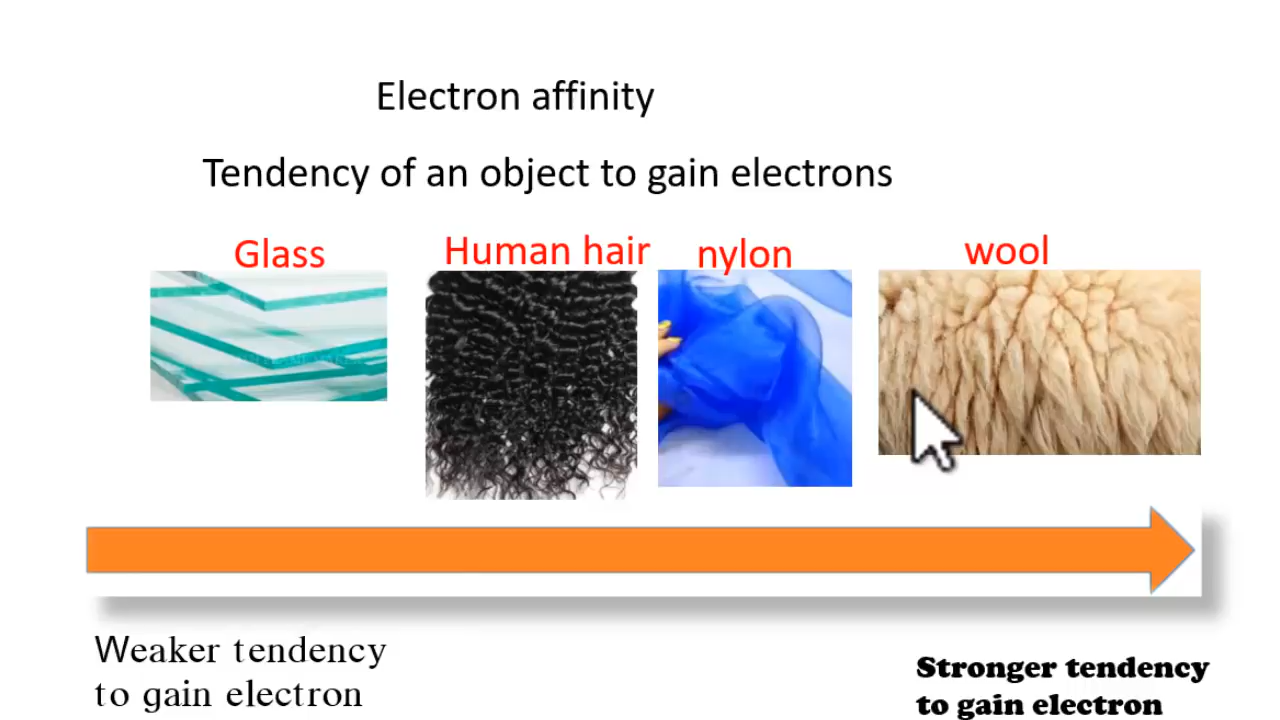 Electron affinity
Tendency of an object to gain electrons
Glass
Human hair
nylon
wool
Weaker tendency
to gain electron
Stronger tendency
to gain electron